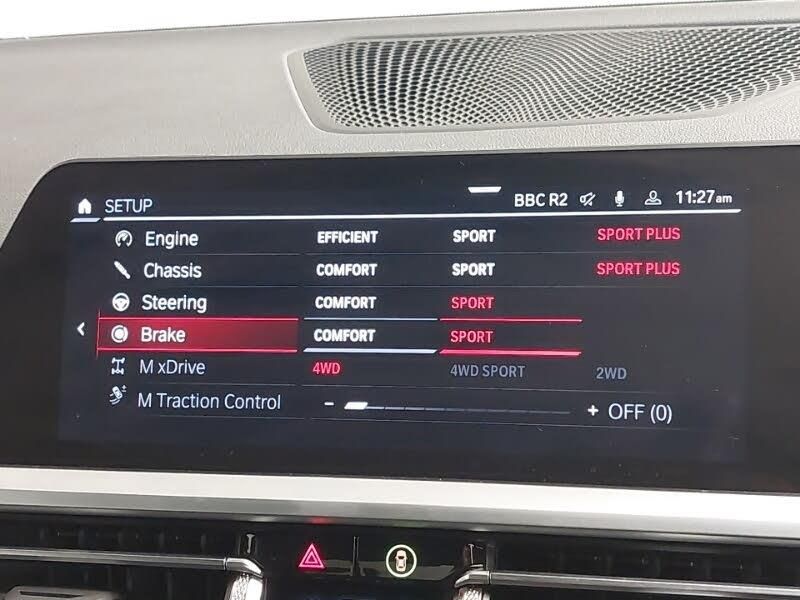 SETUP BBC R2 11:27am
Engine EFFICIENT SPORT SPORT PLUS
Chassis COMFORT SPORT SPORT PLUS
Steering COMFORT SPORT
Brake COMFORT SPORT
M xDrive 4WD 4WD SPORT 2WD
M Traction Control - + OFF (0)